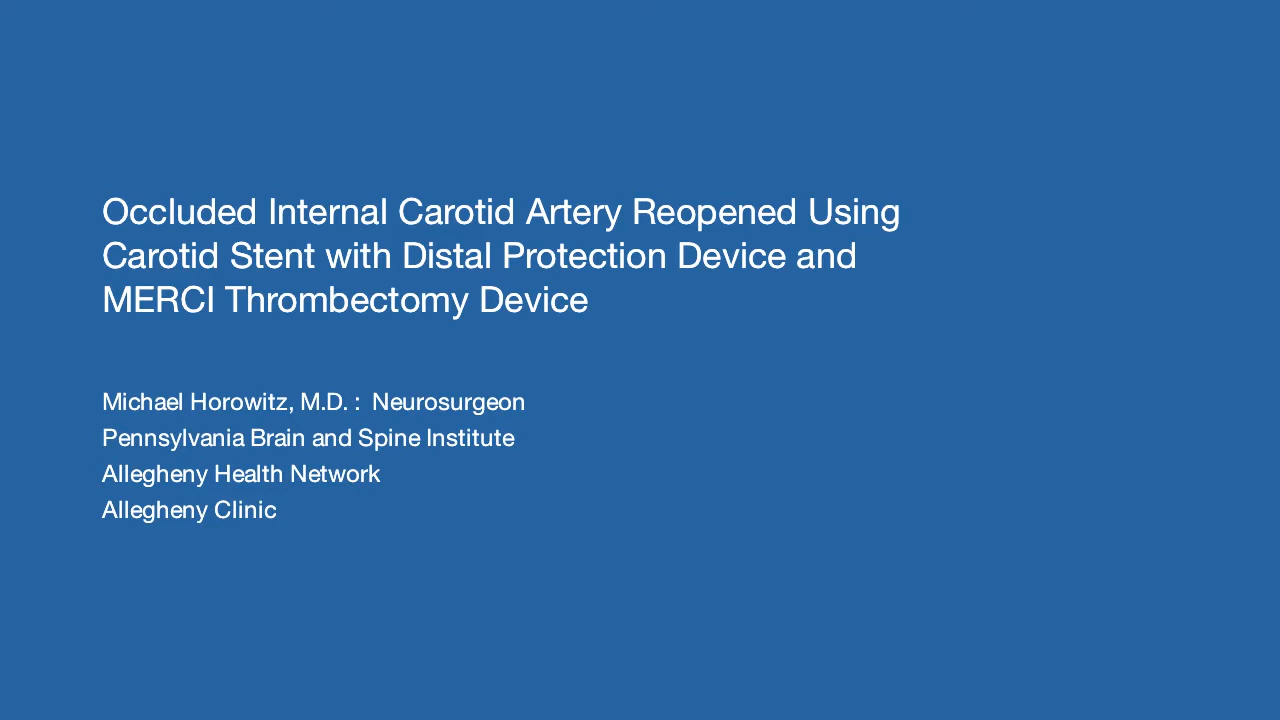 Occluded Internal Carotid Artery Reopened Using
Carotid Stent with Distal Protection Device and
MERCI Thrombectomy Device
Michael Horowitz, M.D. :  Neurosurgeon
Pennsylvania Brain and Spine Institute
Allegheny Health Network
Allegheny Clinic